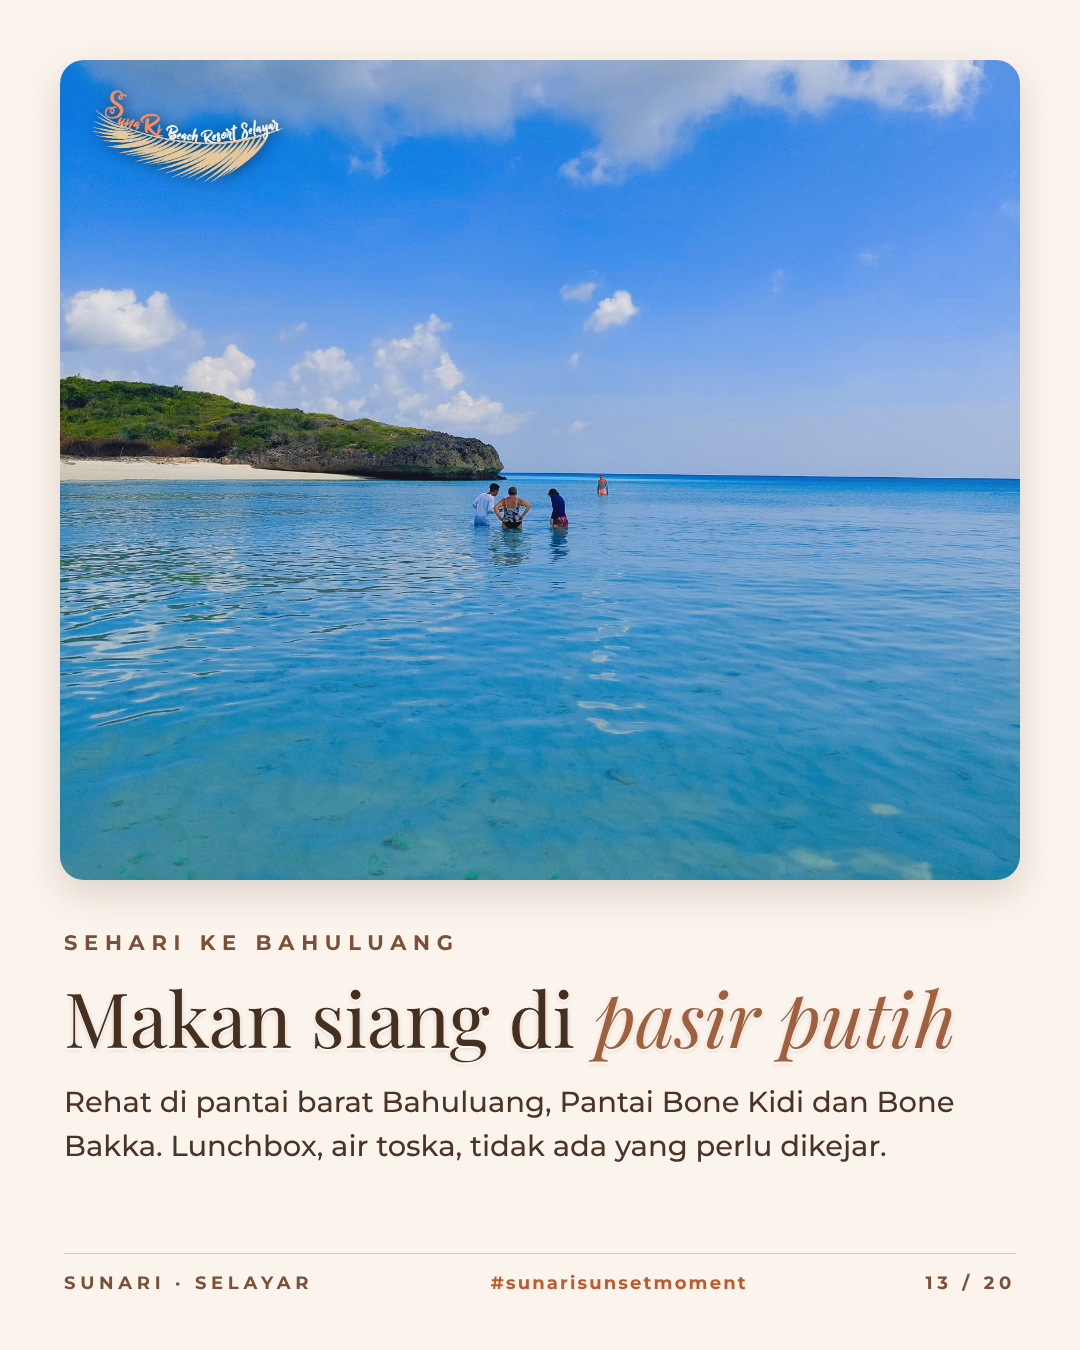 SunaRi Beach Resort Selayar
SEHARI KE BAHULUANG
Makan siang di pasir putih
Rehat di pantai barat Bahuluang, Pantai Bone Kidi dan Bone
Bakka. Lunchbox, air toska, tidak ada yang perlu dikejar.
SUNARI · SELAYAR
#sunarisunsetmoment
13 / 20